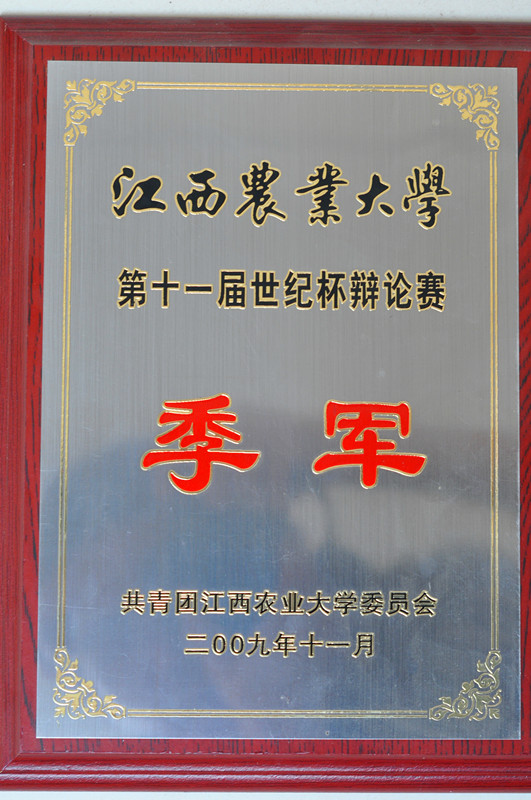 江西農業大學
第十一届世纪杯辩论赛
季军
共青团江西农业大学委员会
二00九年十一月